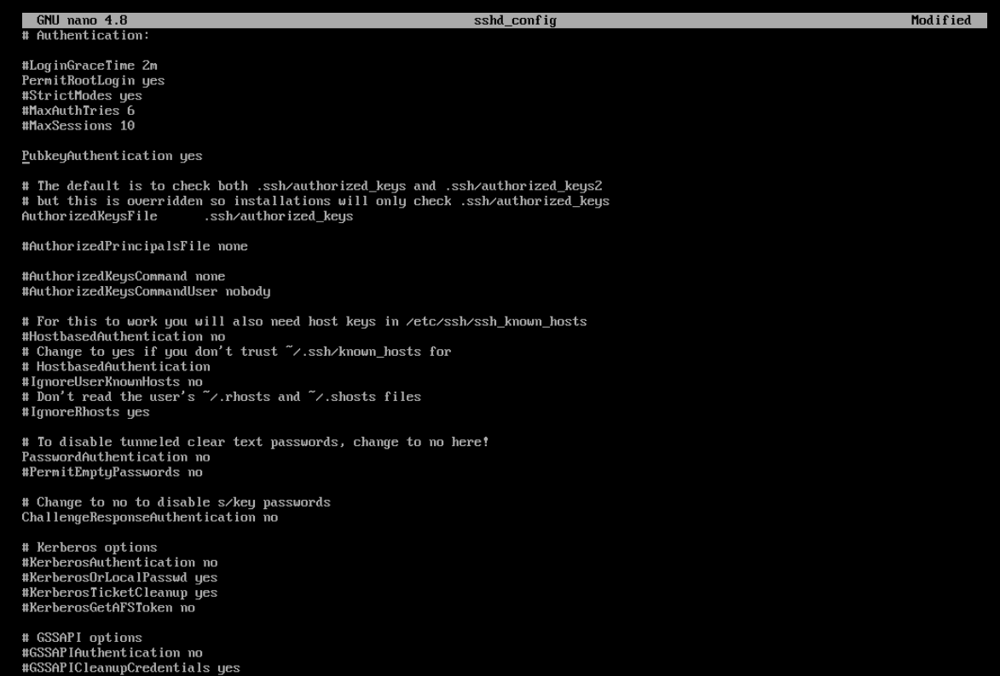 GNU nano 4.8 sshd_config Modified
# Authentication:
#LoginGraceTime 2m
PermitRootLogin yes
#StrictModes yes
#MaxAuthTries 6
#MaxSessions 10
PubkeyAuthentication yes
# The default is to check both .ssh/authorized_keys and .ssh/authorized_keys2
# but this is overridden so installations will only check .ssh/authorized_keys
AuthorizedKeysFile .ssh/authorized_keys
#AuthorizedPrincipalsFile none
#AuthorizedKeysCommand none
#AuthorizedKeysCommandUser nobody
# For this to work you will also need host keys in /etc/ssh/ssh_known_hosts
#HostbasedAuthentication no
# Change to yes if you don't trust ~/.ssh/known_hosts for
# HostbasedAuthentication
#IgnoreUserKnownHosts no
# Don't read the user's ~/.rhosts and ~/.shosts files
#IgnoreRhosts yes
# To disable tunneled clear text passwords, change to no here!
PasswordAuthentication no
#PermitEmptyPasswords no
# Change to no to disable s/key passwords
ChallengeResponseAuthentication no
# Kerberos options
#KerberosAuthentication no
#KerberosOrLocalPasswd yes
#KerberosTicketCleanup yes
#KerberosGetAFSToken no
# GSSAPI options
#GSSAPIAuthentication no
#GSSAPICleanupCredentials yes